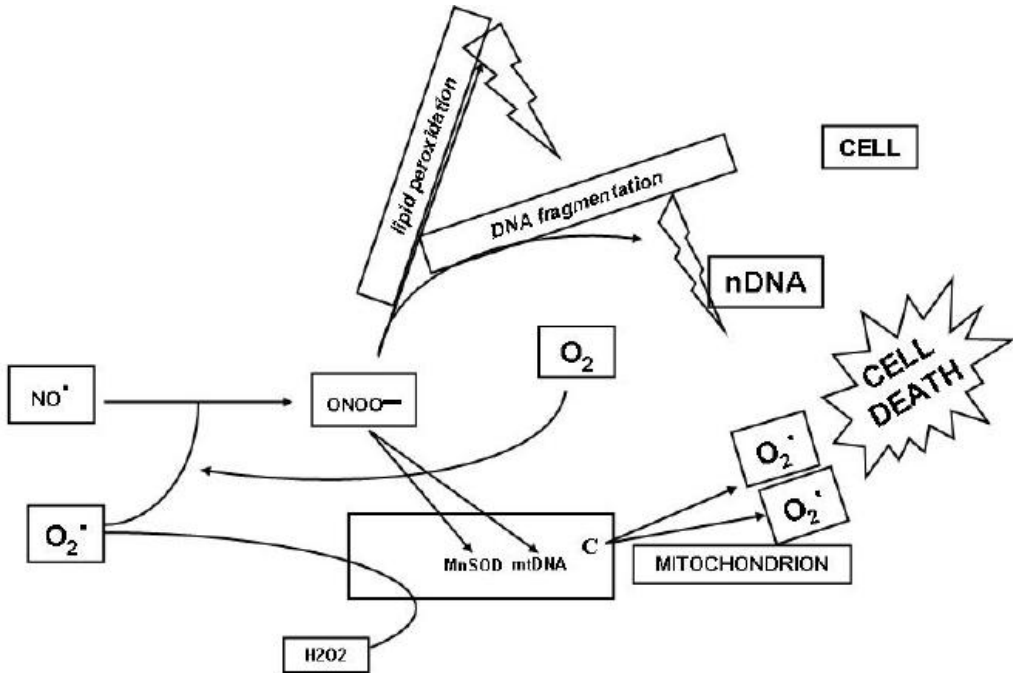 lipid peroxidation
CELL
DNA fragmentation
nDNA
O₂
CELL
DEATH
NO•
ONOO—
O₂•
O₂•
O₂•
C
MnSOD mtDNA
MITOCHONDRION
H2O2